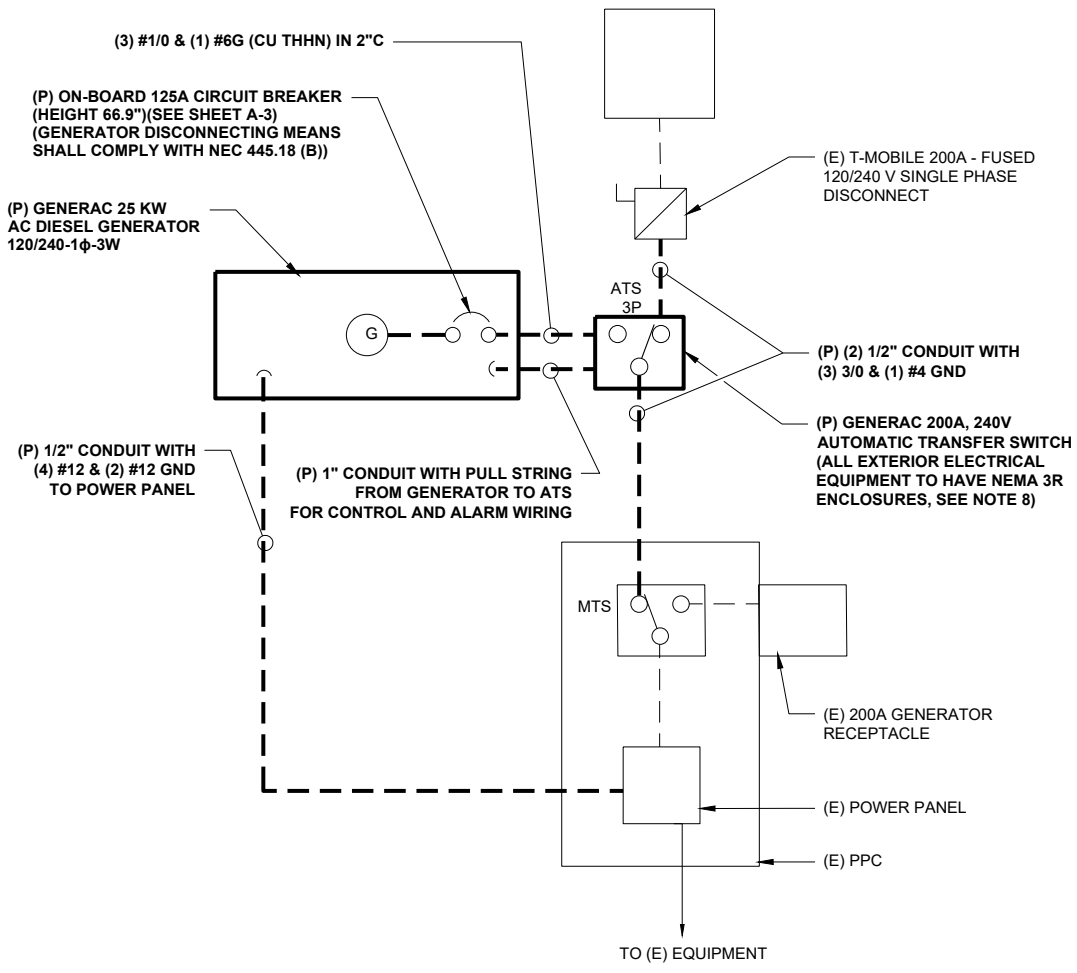 (3) #1/0 & (1) #6G (CU THHN) IN 2"C
(P) ON-BOARD 125A CIRCUIT BREAKER
(HEIGHT 66.9")(SEE SHEET A-3)
(GENERATOR DISCONNECTING MEANS
SHALL COMPLY WITH NEC 445.18 (B))
(E) T-MOBILE 200A - FUSED
120/240 V SINGLE PHASE
DISCONNECT
(P) GENERAC 25 KW
AC DIESEL GENERATOR
120/240-1ϕ-3W
G
ATS
3P
(P) (2) 1/2" CONDUIT WITH
(3) 3/0 & (1) #4 GND
(P) GENERAC 200A, 240V
AUTOMATIC TRANSFER SWITCH
(ALL EXTERIOR ELECTRICAL
EQUIPMENT TO HAVE NEMA 3R
ENCLOSURES, SEE NOTE 8)
(P) 1/2" CONDUIT WITH
(4) #12 & (2) #12 GND
TO POWER PANEL
(P) 1" CONDUIT WITH PULL STRING
FROM GENERATOR TO ATS
FOR CONTROL AND ALARM WIRING
MTS
(E) 200A GENERATOR
RECEPTACLE
(E) POWER PANEL
(E) PPC
TO (E) EQUIPMENT